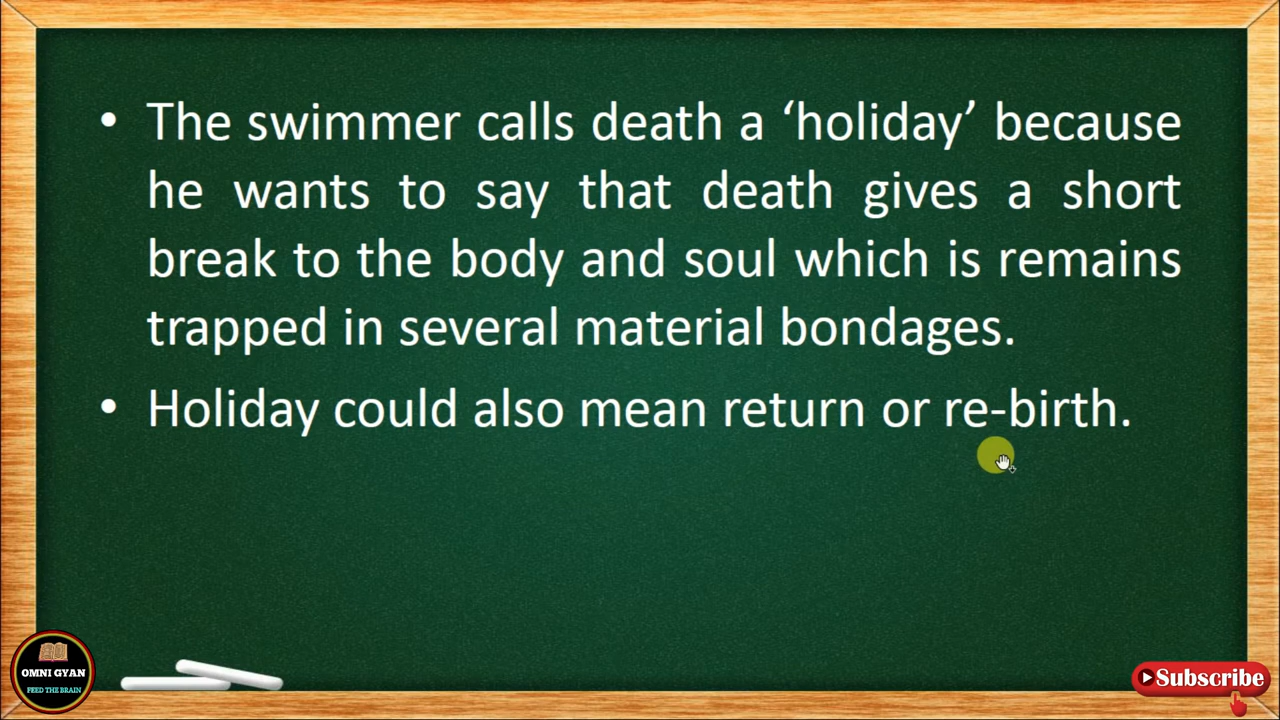 • The swimmer calls death a ‘holiday’ because
he wants to say that death gives a short
break to the body and soul which is remains
trapped in several material bondages.
• Holiday could also mean return or re-birth.
OMNI GYAN
FEED THE BRAIN
Subscribe